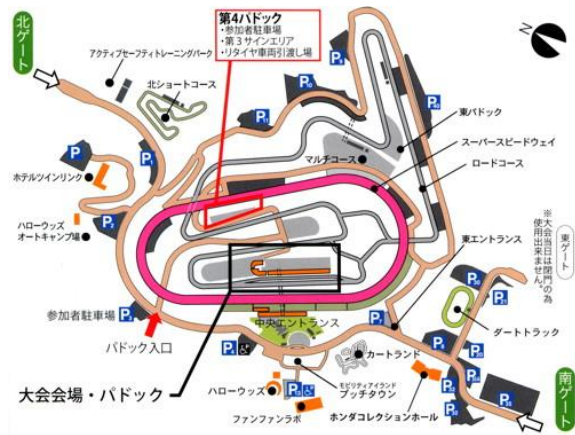 第4パドック
・参加者駐車場
・第3サインエリア
・リタイヤ車両引渡し場
北ゲート
アクティブセーフティトレーニングパーク
北ショートコース
東パドック
スーパースピードウェイ
マルチコース
ロードコース
ホテルツインリンク
ハローウッズ
オートキャンプ場
東ゲート
※大会当日は閉門の為
使用出来ません。
東エントランス
参加者駐車場
パドック入口
中央エントランス
ダートトラック
カートランド
大会会場・パドック
ハローウッズ
モビリティアイランド
プッチタウン
ファンファンラボ
ホンダコレクションホール
南ゲート
N